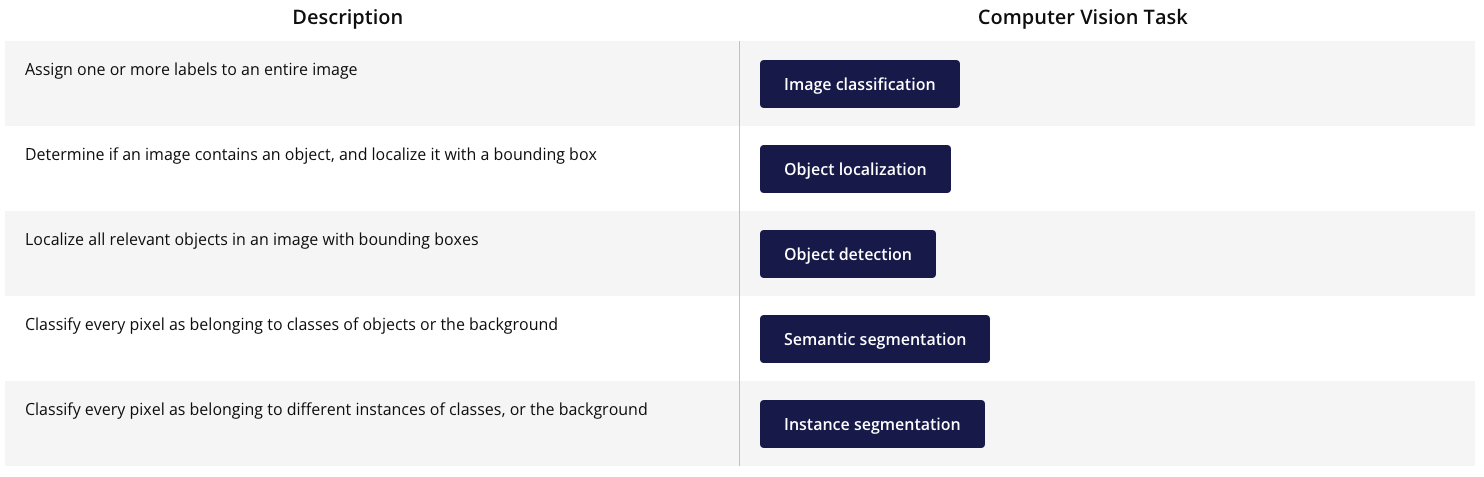 Description
Computer Vision Task
Assign one or more labels to an entire image
Image classification
Determine if an image contains an object, and localize it with a bounding box
Object localization
Localize all relevant objects in an image with bounding boxes
Object detection
Classify every pixel as belonging to classes of objects or the background
Semantic segmentation
Classify every pixel as belonging to different instances of classes, or the background
Instance segmentation